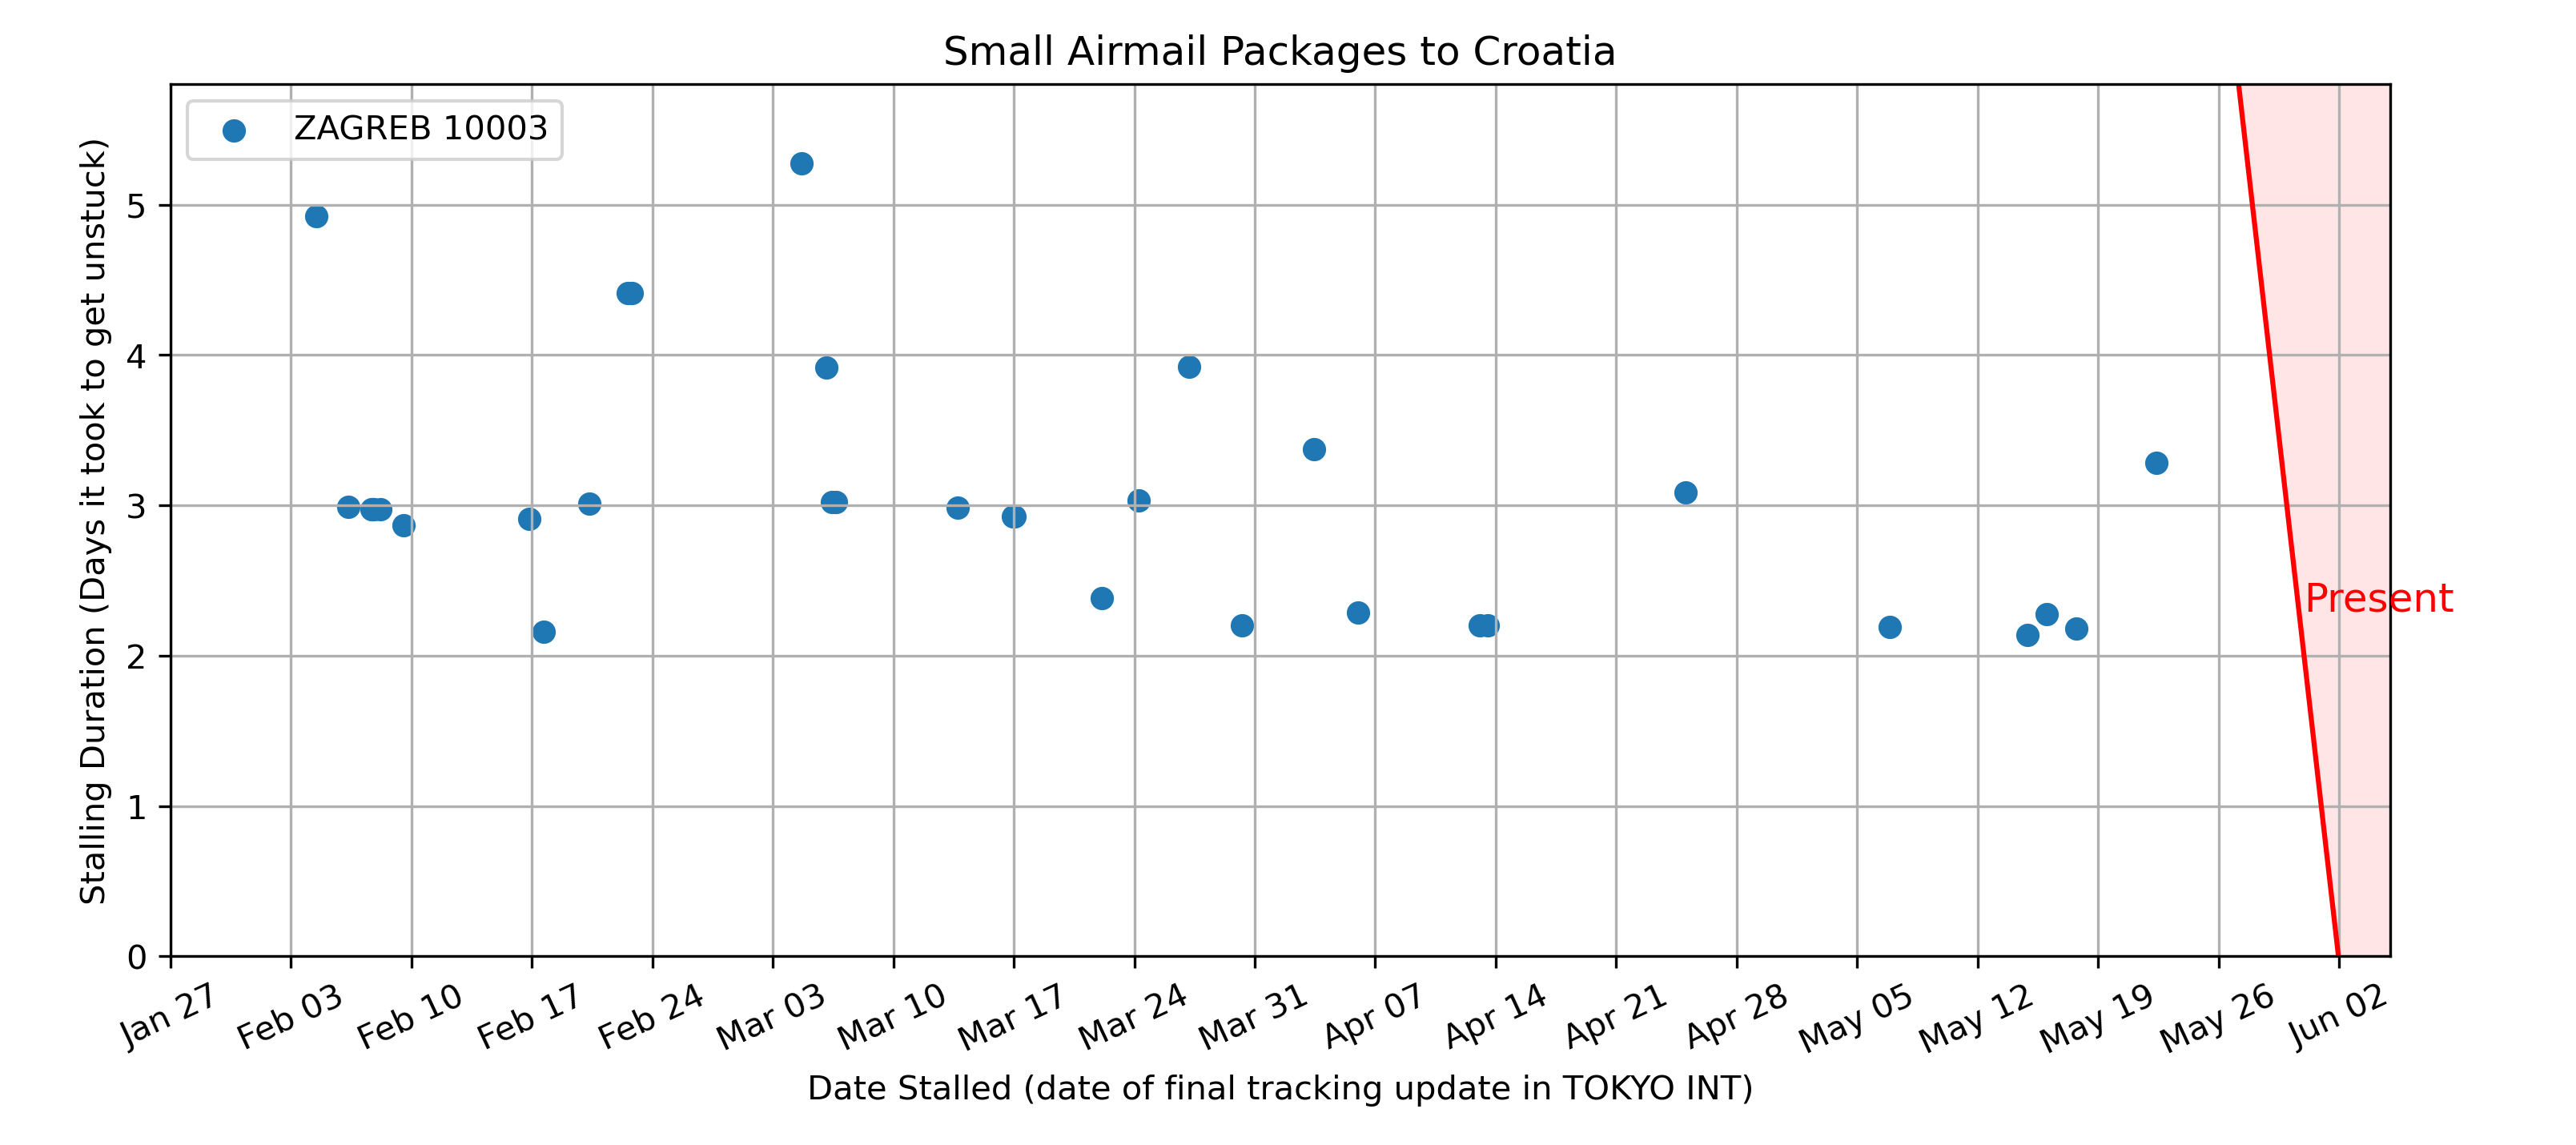 Small Airmail Packages to Croatia
ZAGREB 10003
Stalling Duration (Days it took to get unstuck)
5
4
3
2
1
0
Present
Jan 27
Feb 03
Feb 10
Feb 17
Feb 24
Mar 03
Mar 10
Mar 17
Mar 24
Mar 31
Apr 07
Apr 14
Apr 21
Apr 28
May 05
May 12
May 19
May 26
Jun 02
Date Stalled (date of final tracking update in TOKYO INT)